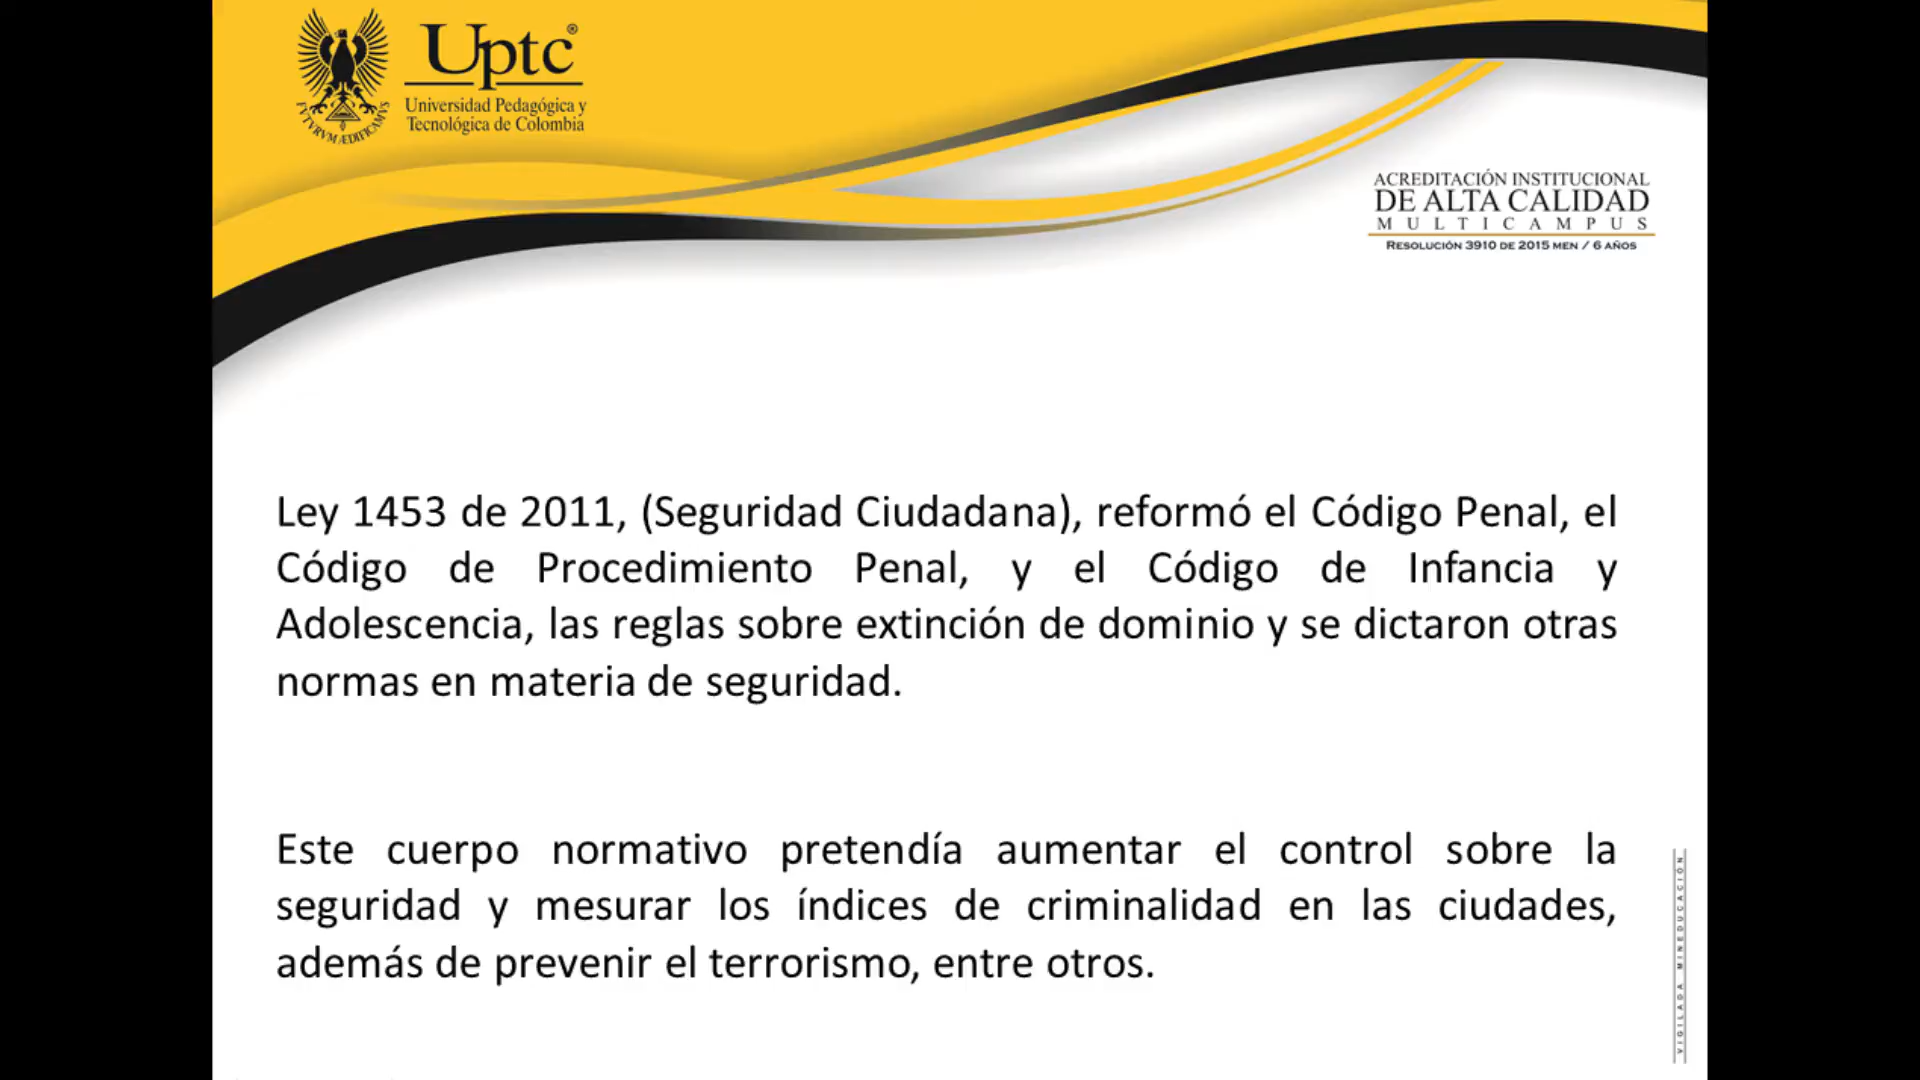 Uptc®
Universidad Pedagógica y
Tecnológica de Colombia
FVTVRVM ÆDIFICAMVS
ACREDITACIÓN INSTITUCIONAL
DE ALTA CALIDAD
MULTICAMPUS
RESOLUCIÓN 3910 DE 2015 MEN / 6 AÑOS
Ley 1453 de 2011, (Seguridad Ciudadana), reformó el Código Penal, el
Código de Procedimiento Penal, y el Código de Infancia y
Adolescencia, las reglas sobre extinción de dominio y se dictaron otras
normas en materia de seguridad.
Este cuerpo normativo pretendía aumentar el control sobre la
seguridad y mesurar los índices de criminalidad en las ciudades,
además de prevenir el terrorismo, entre otros.
VIGILADA MINEDUCACIÓN